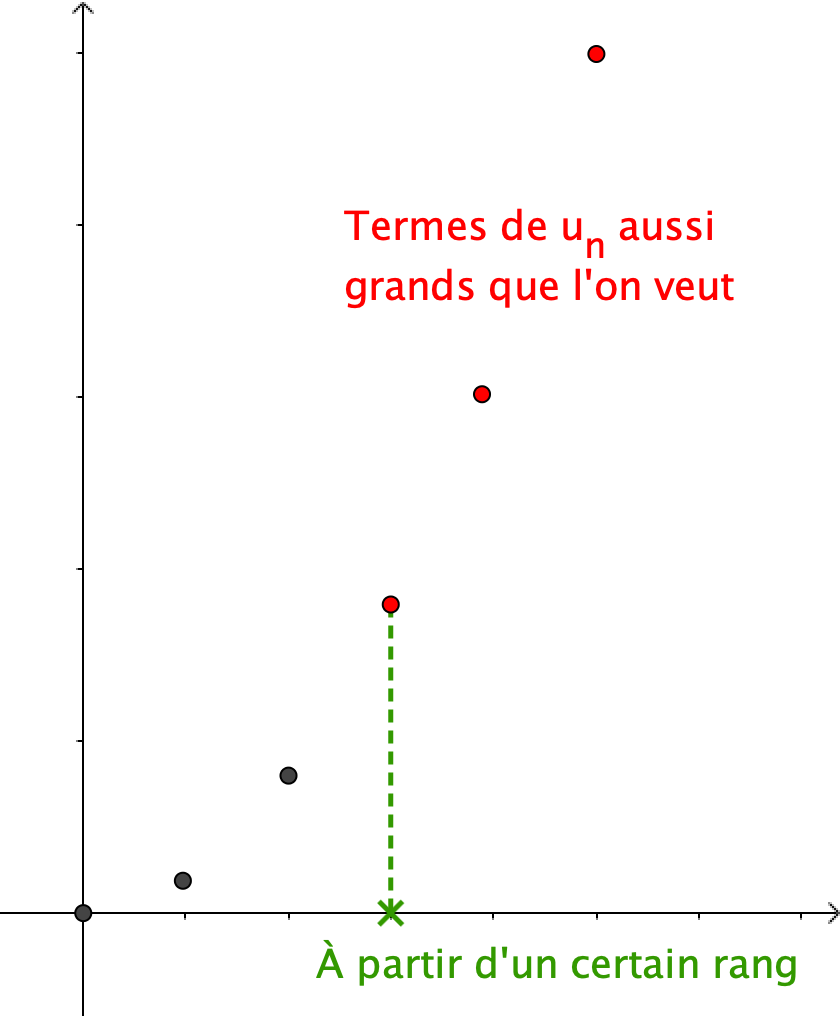 Termes de uₙ aussi
grands que l'on veut
À partir d'un certain rang